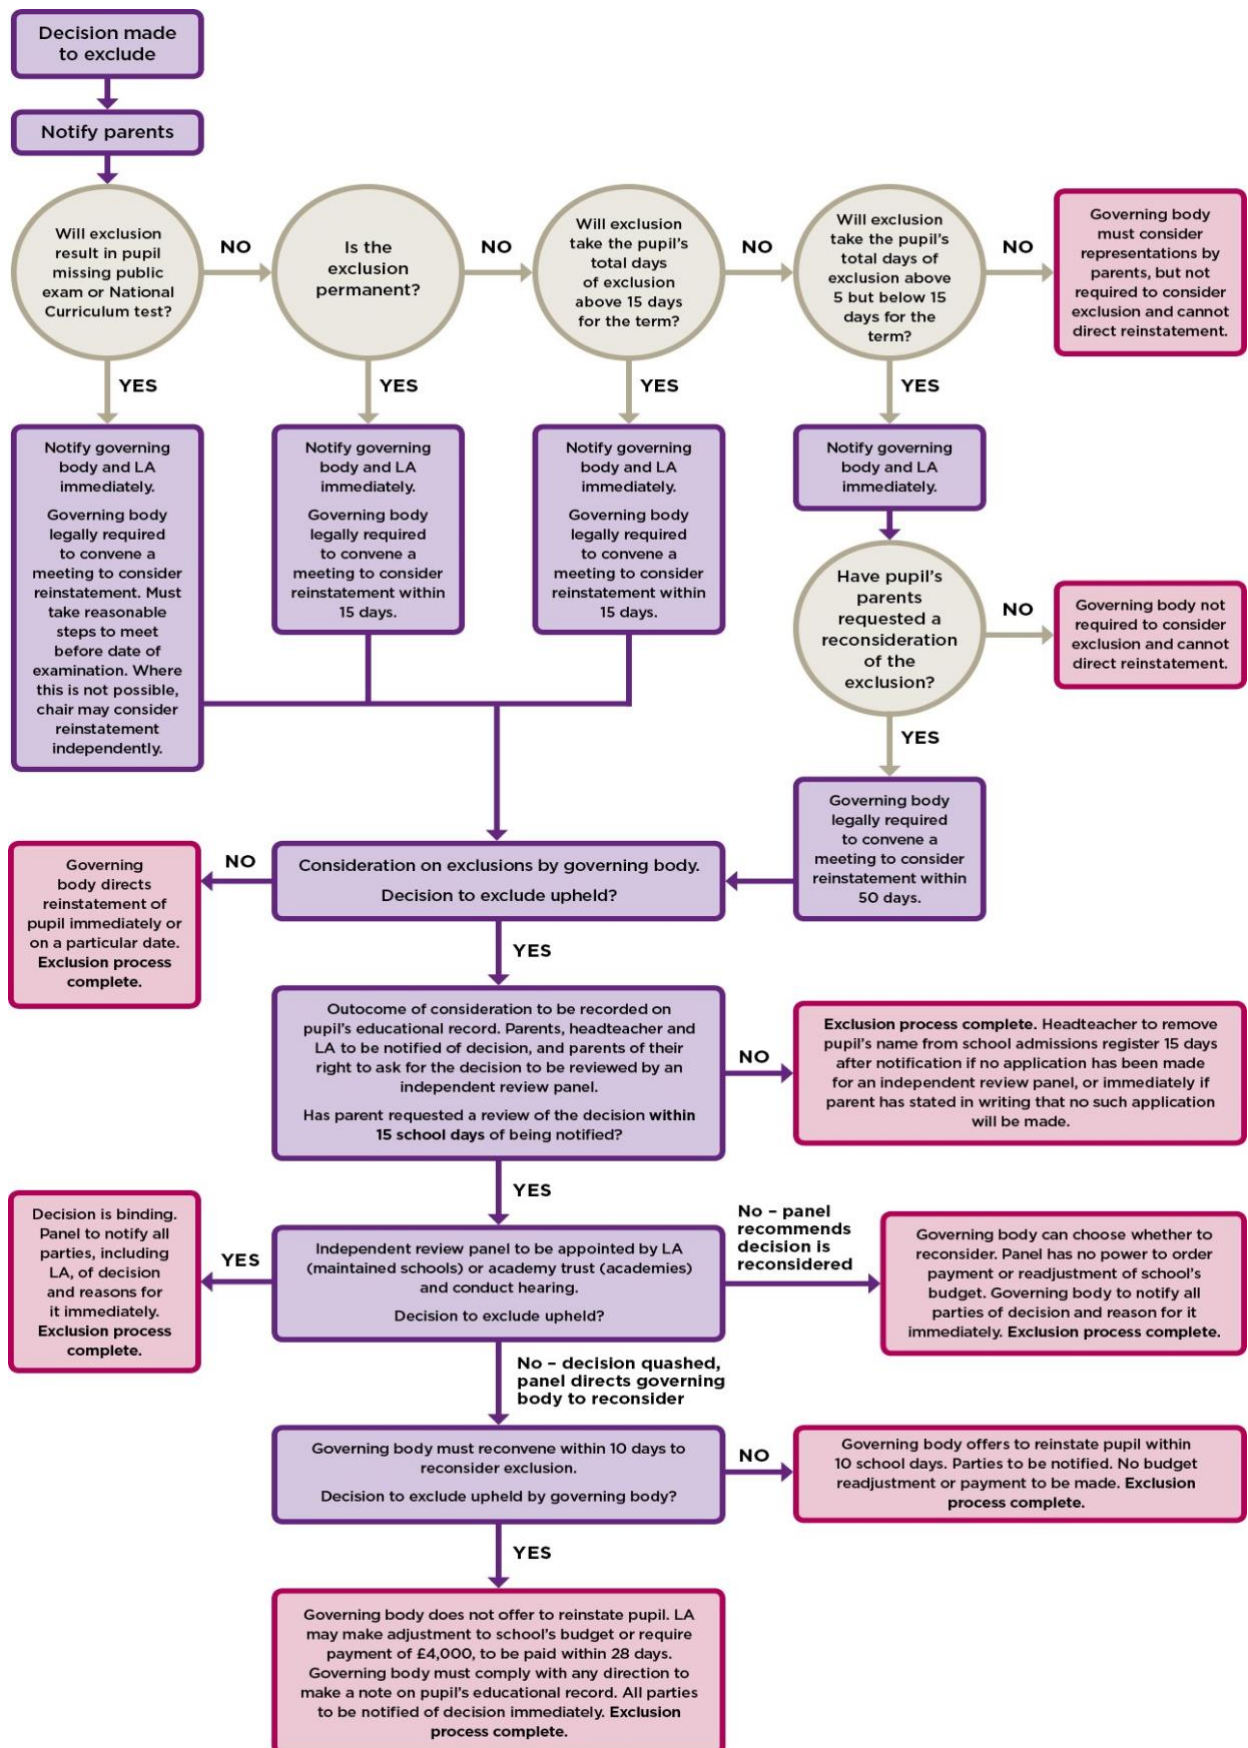 Decision made
to exclude
Notify parents
Will exclusion
result in pupil
missing public
exam or National
Curriculum test?
NO
Is the
exclusion
permanent?
NO
Will exclusion
take the pupil's
total days
of exclusion
above 15 days
for the term?
NO
Will exclusion
take the pupil's
total days of
exclusion above
5 but below 15
days for the
term?
NO
Governing body
must consider
representations by
parents, but not
required to consider
exclusion and cannot
direct reinstatement.
YES
YES
YES
YES
Notify governing
body and LA
immediately.
Governing body
legally required
to convene a
meeting to consider
reinstatement. Must
take reasonable
steps to meet
before date of
examination. Where
this is not possible,
chair may consider
reinstatement
independently.
Notify governing
body and LA
immediately.
Governing body
legally required
to convene a
meeting to consider
reinstatement within
15 days.
Notify governing
body and LA
immediately.
Governing body
legally required
to convene a
meeting to consider
reinstatement within
15 days.
Notify governing
body and LA
immediately.
Have pupil's
parents
requested a
reconsideration
of the
exclusion?
NO
Governing body not
required to consider
exclusion and cannot
direct reinstatement.
YES
Governing body
legally required
to convene a
meeting to consider
reinstatement within
50 days.
Consideration on exclusions by governing body.
Decision to exclude upheld?
NO
Governing
body directs
reinstatement of
pupil immediately or
on a particular date.
Exclusion process
complete.
YES
Outocome of consideration to be recorded on
pupil's educational record. Parents, headteacher and
LA to be notified of decision, and parents of their
right to ask for the decision to be reviewed by an
independent review panel.
Has parent requested a review of the decision within
15 school days of being notified?
NO
Exclusion process complete. Headteacher to remove
pupil's name from school admissions register 15 days
after notification if no application has been made
for an independent review panel, or immediately if
parent has stated in writing that no such application
will be made.
YES
Independent review panel to be appointed by LA
(maintained schools) or academy trust (academies)
and conduct hearing.
Decision to exclude upheld?
YES
Decision is binding.
Panel to notify all
parties, including
LA, of decision
and reasons for
it immediately.
Exclusion process
complete.
No – panel
recommends
decision is
reconsidered
Governing body can choose whether to
reconsider. Panel has no power to order
payment or readjustment of school's
budget. Governing body to notify all
parties of decision and reason for it
immediately. Exclusion process complete.
No – decision quashed,
panel directs governing
body to reconsider
Governing body must reconvene within 10 days to
reconsider exclusion.
Decision to exclude upheld by governing body?
NO
Governing body offers to reinstate pupil within
10 school days. Parties to be notified. No budget
readjustment or payment to be made. Exclusion
process complete.
YES
Governing body does not offer to reinstate pupil. LA
may make adjustment to school's budget or require
payment of £4,000, to be paid within 28 days.
Governing body must comply with any direction to
make a note on pupil's educational record. All parties
to be notified of decision immediately. Exclusion
process complete.